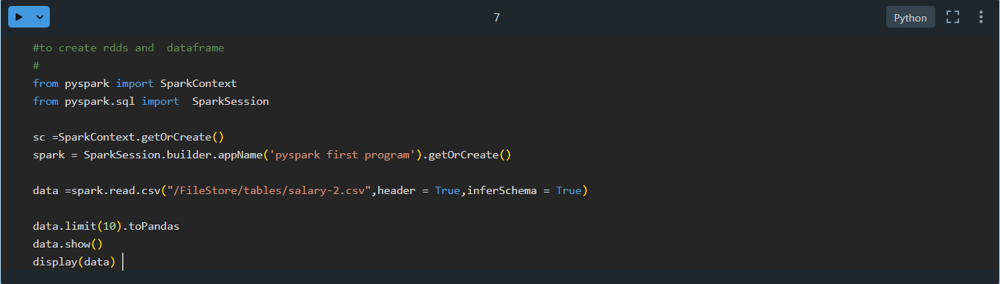 7
Python
#to create rdds and  dataframe
#
from pyspark import SparkContext
from pyspark.sql import  SparkSession
sc =SparkContext.getOrCreate()
spark = SparkSession.builder.appName('pyspark first program').getOrCreate()
data =spark.read.csv("/FileStore/tables/salary-2.csv",header = True,inferSchema = True)
data.limit(10).toPandas
data.show()
display(data)